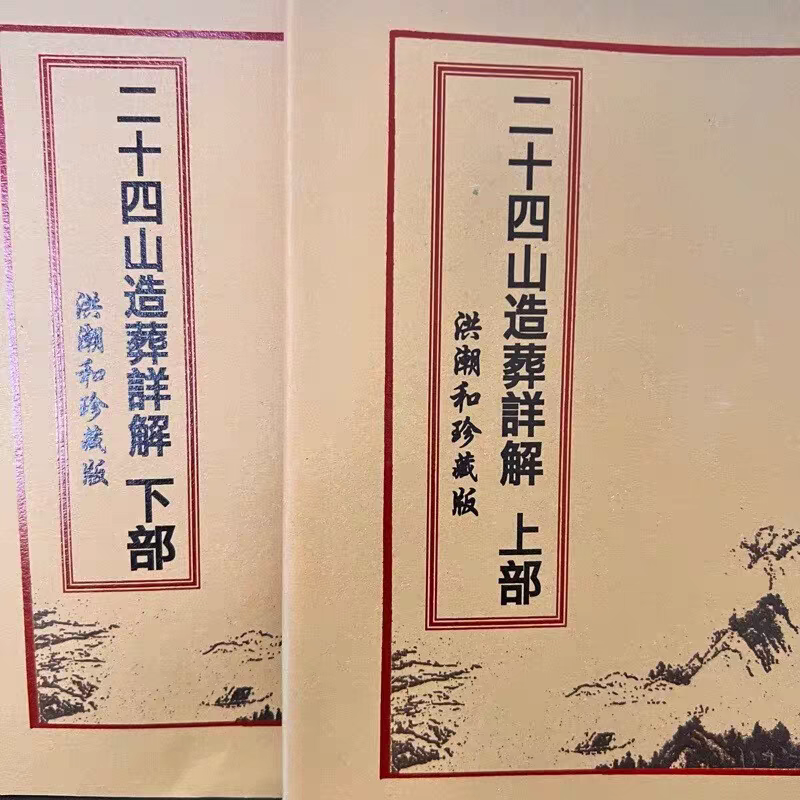 二十四山造葬詳解 下部
洪潮和珍藏版
二十四山造葬詳解 上部
洪潮和珍藏版